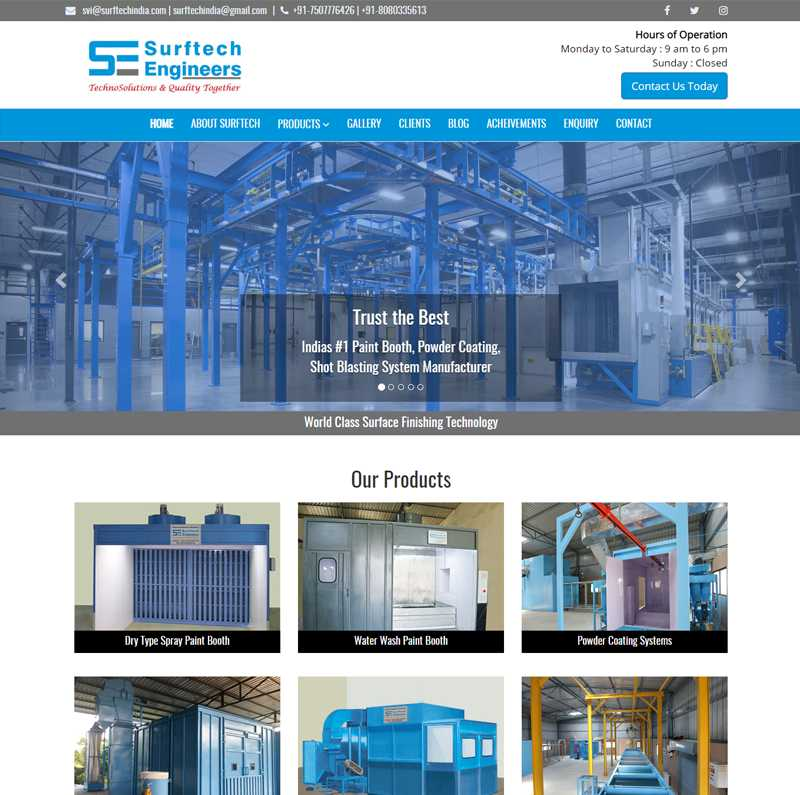 svi@surftechindia.com | surftechindia@gmail.com | +91-7507776426 | +91-8080335613
Surftech
Engineers
TechnoSolutions & Quality Together
Hours of Operation
Monday to Saturday : 9 am to 6 pm
Sunday : Closed
Contact Us Today
HOME ABOUT SURFTECH PRODUCTS GALLERY CLIENTS BLOG ACHEIVEMENTS ENQUIRY CONTACT
Trust the Best
Indias #1 Paint Booth, Powder Coating,
Shot Blasting System Manufacturer
World Class Surface Finishing Technology
Our Products
Dry Type Spray Paint Booth
Water Wash Paint Booth
Powder Coating Systems